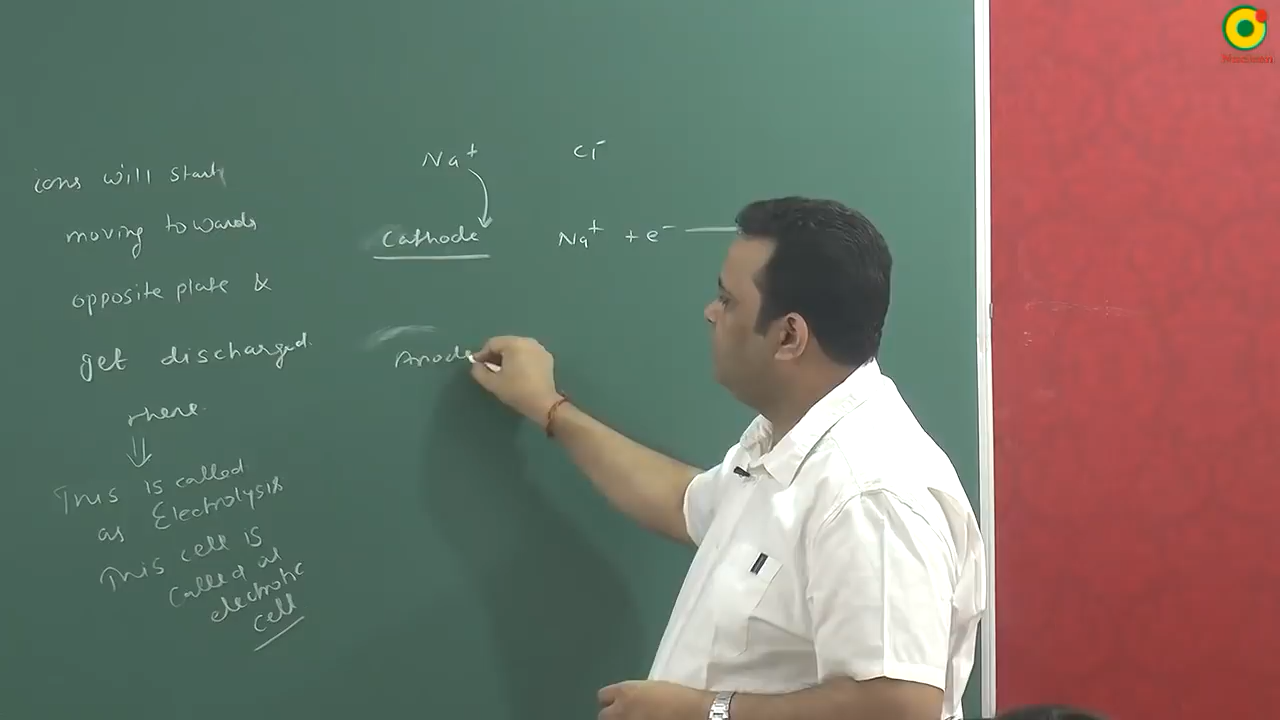 ions will start
moving towards
opposite plate &
get discharged.
there.
⇓
This is called
as Electrolysis
This cell is
called as
electrotic
cell
Na⁺ Cl⁻
Cathode Na⁺ + e⁻
Anode